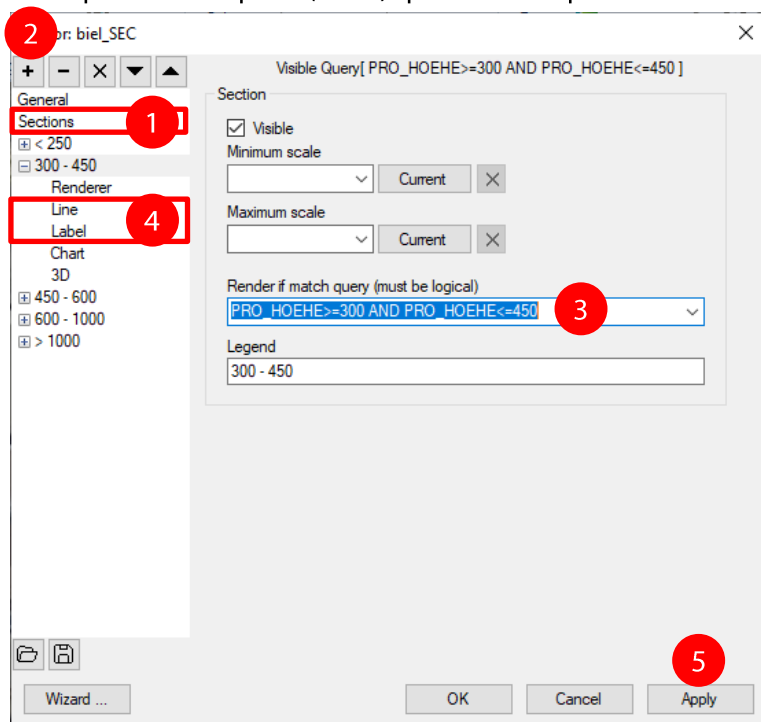 2 or: biel_SEC
Visible Query[ PRO_HOEHE>=300 AND PRO_HOEHE<=450 ]
General
Sections
1
< 250
300 - 450
Renderer
Line
Label
4
Chart
3D
450 - 600
600 - 1000
> 1000
Section
Visible
Minimum scale
Current
Maximum scale
Current
Render if match query (must be logical)
PRO_HOEHE>=300 AND PRO_HOEHE<=450
3
Legend
300 - 450
5
Wizard ...
OK
Cancel
Apply